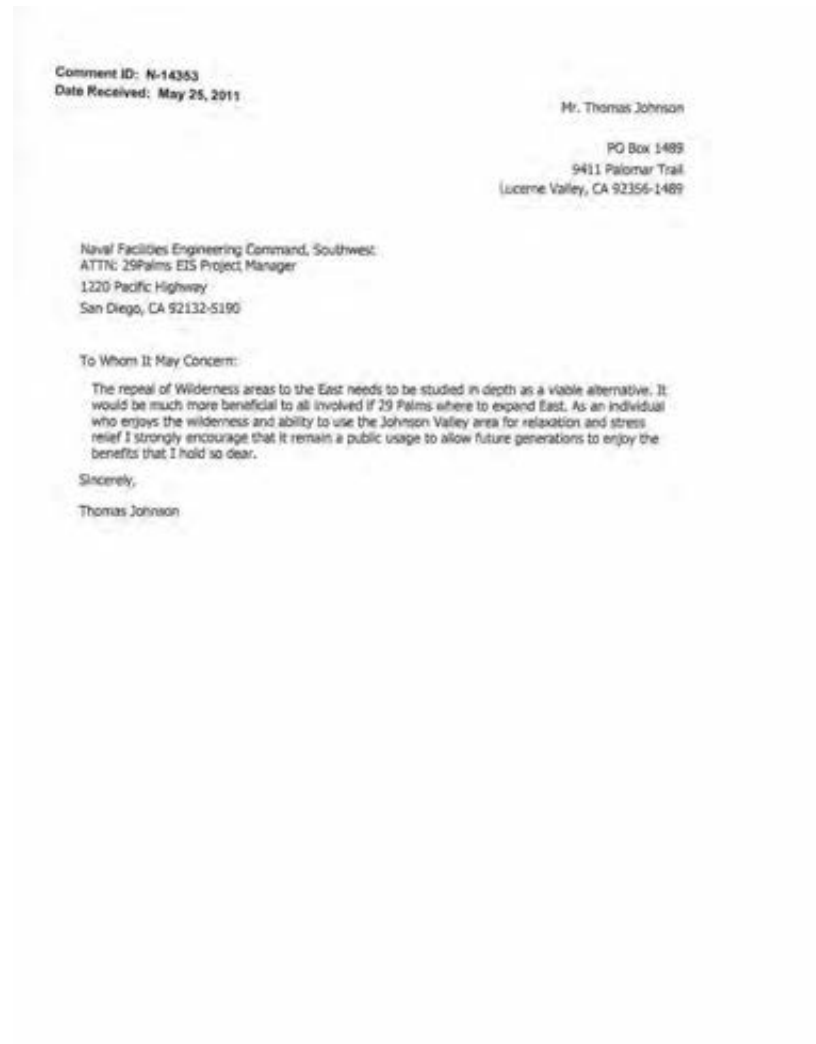 Comment ID: N-14353
Date Received: May 25, 2011
Mr. Thomas Johnson
PO Box 1489
9411 Palomar Trail
Lucerne Valley, CA 92356-1489
Naval Facilities Engineering Command, Southwest
ATTN: 29Palms EIS Project Manager
1220 Pacific Highway
San Diego, CA 92132-5190
To Whom It May Concern:
The repeal of Wilderness areas to the East needs to be studied in depth as a viable alternative. It
would be much more beneficial to all involved if 29 Palms where to expand East. As an individual
who enjoys the wilderness and ability to use the Johnson Valley area for relaxation and stress
relief I strongly encourage that it remain a public usage to allow future generations to enjoy the
benefits that I hold so dear.
Sincerely,
Thomas Johnson